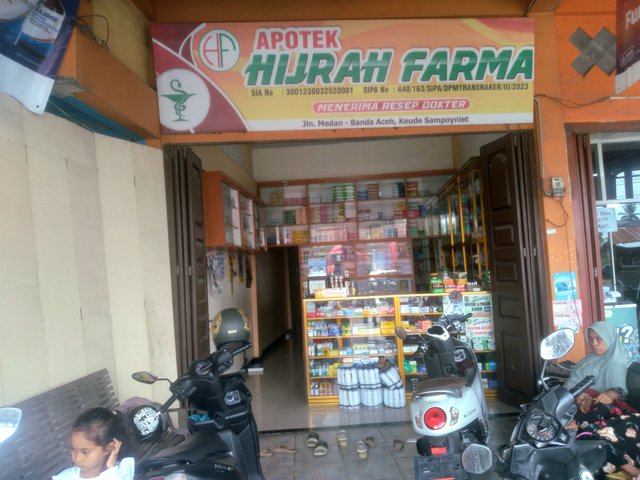 HF
APOTEK
HIJRAH FARMA
SIA No : 3001230032520001 SIPA No : 440/163/SIPA/DPMTRANSNAKER/III/2023
MENERIMA RESEP DOKTER
Jln. Medan - Banda Aceh, Keude Sampoyniet